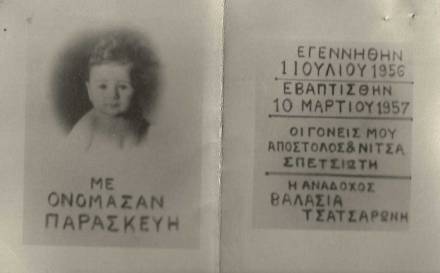 ΜΕ
ΟΝΟΜΑΣΑΝ
ΠΑΡΑΣΚΕΥΗ
ΕΓΕΝΝΗΘΗΝ
1 ΙΟΥΛΙΟΥ 1956
ΕΒΑΠΤΙΣΘΗΝ
10 ΜΑΡΤΙΟΥ 1957
ΟΙ ΓΟΝΕΙΣ ΜΟΥ
ΑΠΟΣΤΟΛΟΣ & ΝΙΤΣΑ
ΣΠΕΤΣΙΩΤΗ
Η ΑΝΑΔΟΧΟΣ
ΒΑΛΑΣΙΑ
ΤΣΑΤΣΑΡΩΝΗ